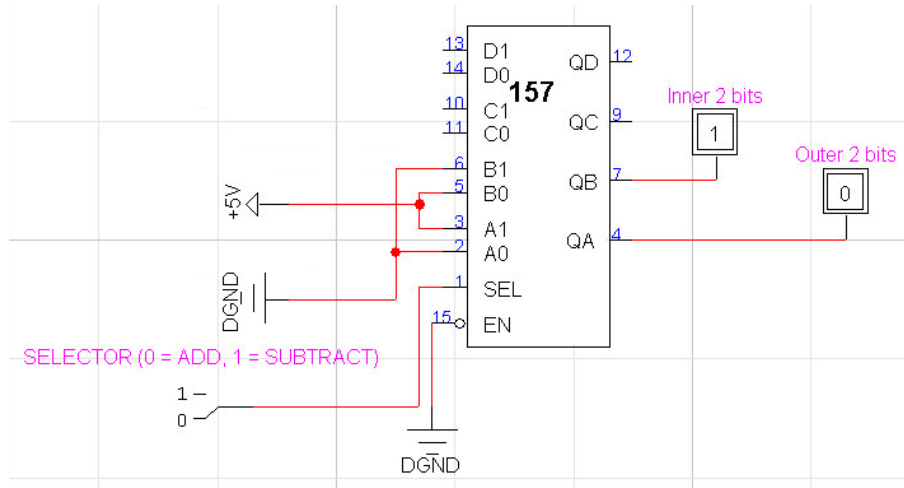 13 D1
14 D0
157
QD 12
10 C1
11 C0
QC 9
Inner 2 bits
1
Outer 2 bits
0
6 B1
5 B0
QB 7
+5V
3 A1
2 A0
QA 4
DGND
1 SEL
15 EN
SELECTOR (0 = ADD, 1 = SUBTRACT)
1
0
DGND